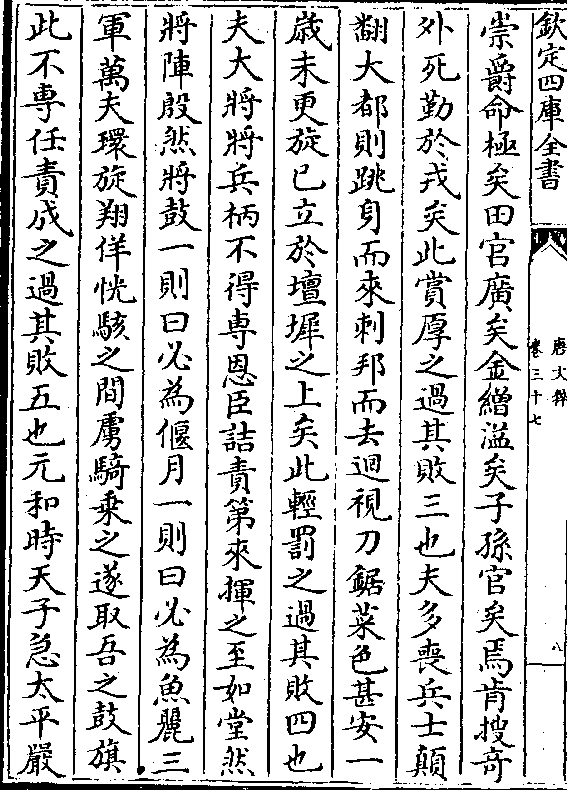 欽定四庫全書
唐文粹
卷三十七
八
崇爵命極矣田官廣矣金繒溢矣子孫官矣焉肯搜奇
外死勤於戎矣此賞厚之過其敗三也夫多喪兵士顛
翻大都則跳身而來刺邦而去迴視刀鋸菜色甚安一
歲未更旋已立於壇墀之上矣此輕罰之過其敗四也
夫大將將兵柄不得專恩臣詰責第來揮之至如堂然
將陣殷然將鼓一則曰必為偃月一則曰必為魚麗三
軍萬夫環旋翔佯恍駭之間虜騎乗之遂取吾之鼓旗
此不専任責成之過其敗五也元和時天子急太平嚴